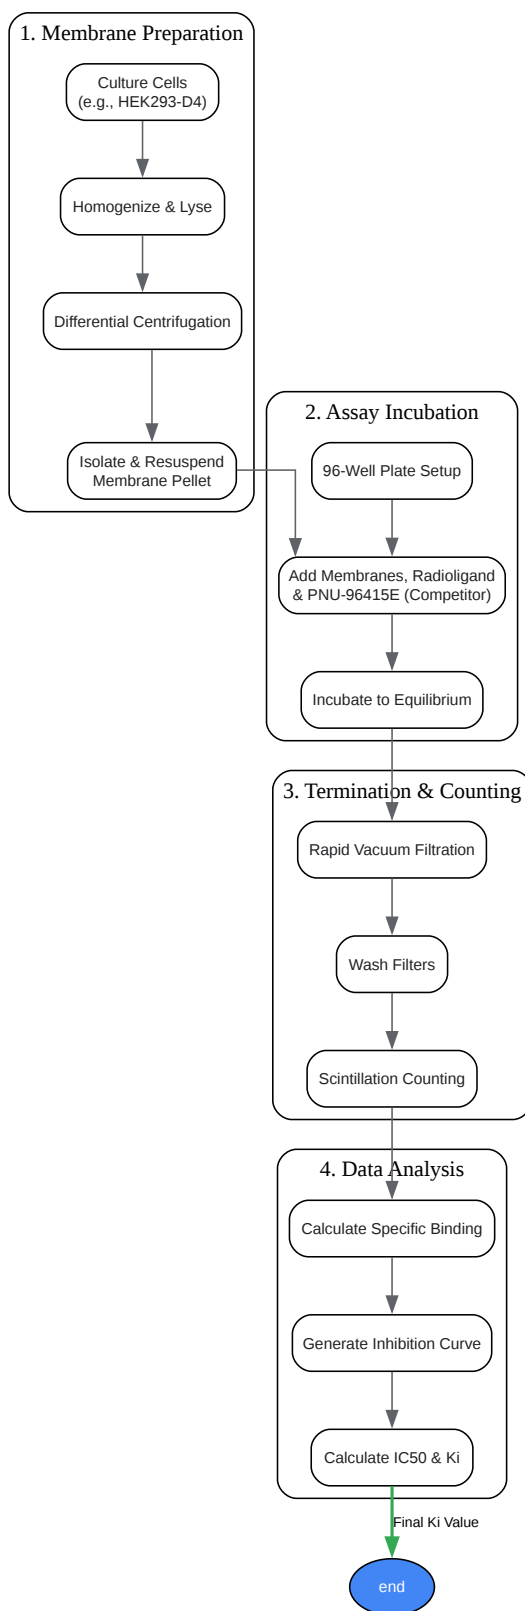 1. Membrane Preparation
Culture Cells
(e.g., HEK293-D4)
Homogenize & Lyse
Differential Centrifugation
Isolate & Resuspend
Membrane Pellet
2. Assay Incubation
96-Well Plate Setup
Add Membranes, Radioligand
& PNU-96415E (Competitor)
Incubate to Equilibrium
3. Termination & Counting
Rapid Vacuum Filtration
Wash Filters
Scintillation Counting
4. Data Analysis
Calculate Specific Binding
Generate Inhibition Curve
Calculate IC50 & Ki
Final Ki Value
end